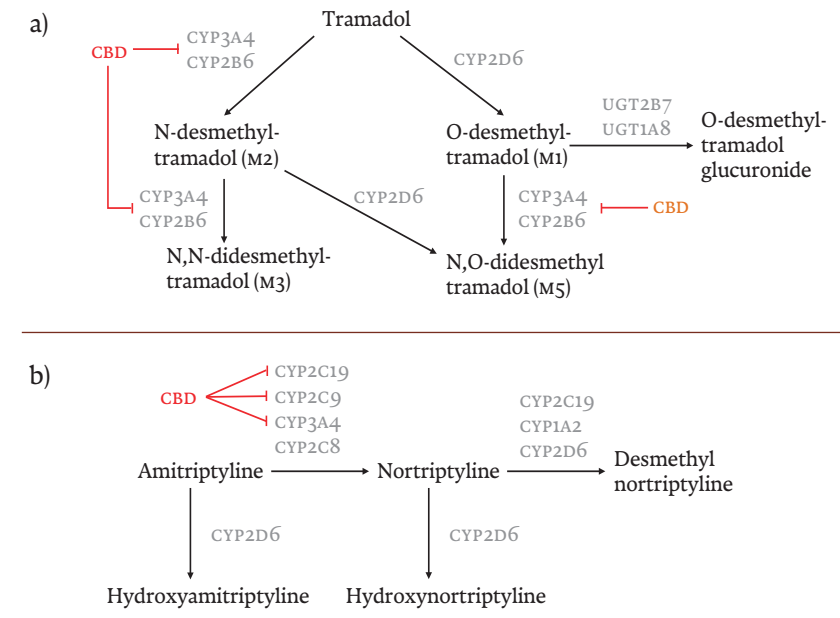 a)
Tramadol
CBD
CYP3A4
CYP2B6
CYP2D6
N-desmethyl-
tramadol (M2)
O-desmethyl-
tramadol (M1)
UGT2B7
UGT1A8
O-desmethyl-
tramadol
glucuronide
CYP3A4
CYP2B6
CYP2D6
CYP3A4
CYP2B6
CBD
N,N-didesmethyl-
tramadol (M3)
N,O-didesmethyl
tramadol (M5)
b)
CBD
CYP2C19
CYP2C9
CYP3A4
CYP2C8
CYP2C19
CYP1A2
CYP2D6
Amitriptyline
Nortriptyline
Desmethyl
nortriptyline
CYP2D6
CYP2D6
Hydroxyamitriptyline
Hydroxynortriptyline